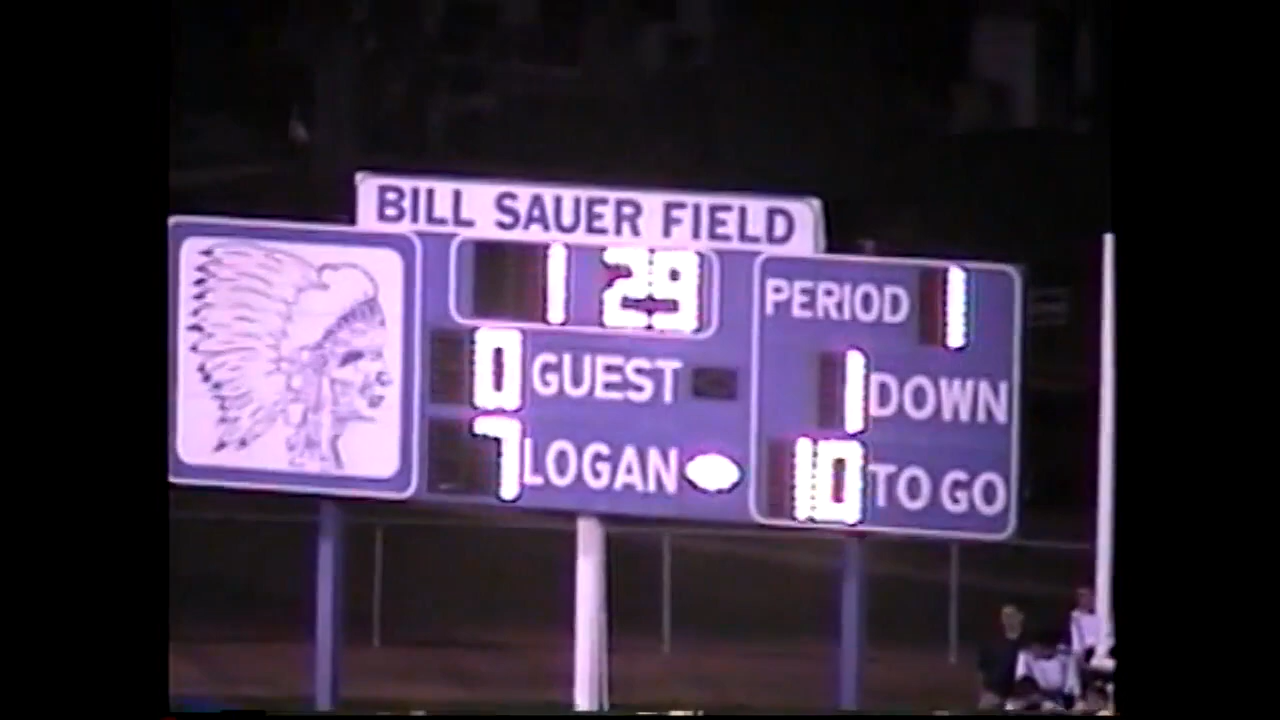 BILL SAUER FIELD
1 29
PERIOD 1
0 GUEST
1 DOWN
7 LOGAN
10 TO GO